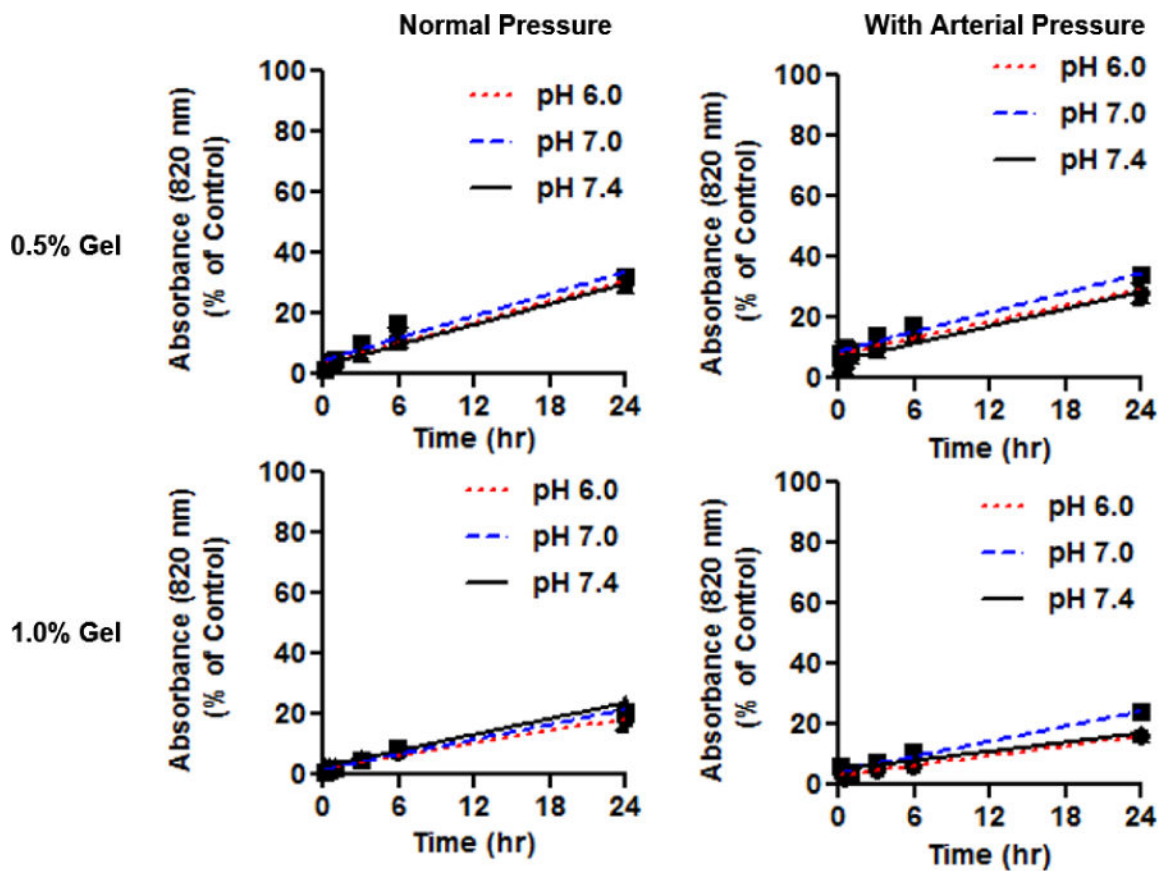 Normal Pressure
With Arterial Pressure
0.5% Gel
Absorbance (820 nm)
(% of Control)
100
80
60
40
20
0
pH 6.0
pH 7.0
pH 7.4
0 6 12 18 24
Time (hr)
Absorbance (820 nm)
(% of Control)
100
80
60
40
20
0
pH 6.0
pH 7.0
pH 7.4
0 6 12 18 24
Time (hr)
1.0% Gel
Absorbance (820 nm)
(% of Control)
100
80
60
40
20
0
pH 6.0
pH 7.0
pH 7.4
0 6 12 18 24
Time (hr)
Absorbance (820 nm)
(% of Control)
100
80
60
40
20
0
pH 6.0
pH 7.0
pH 7.4
0 6 12 18 24
Time (hr)